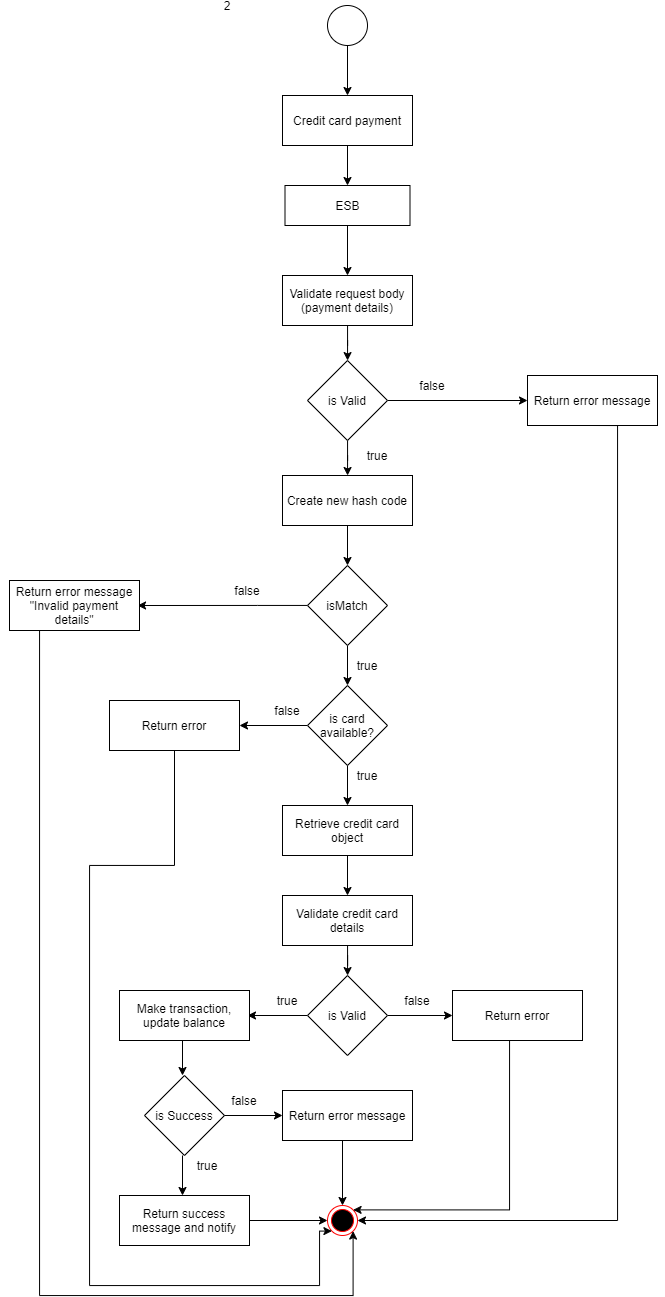 2
Credit card payment
ESB
Validate request body
(payment details)
is Valid
false
Return error message
true
Create new hash code
isMatch
false
Return error message
"Invalid payment
details"
true
is card
available?
false
Return error
true
Retrieve credit card
object
Validate credit card
details
is Valid
true
false
Make transaction,
update balance
Return error
is Success
false
Return error message
true
Return success
message and notify